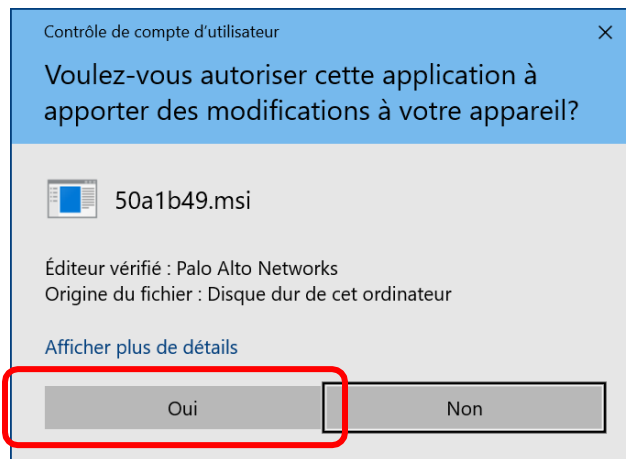 Contrôle de compte d'utilisateur
Voulez-vous autoriser cette application à
apporter des modifications à votre appareil?
50a1b49.msi
Éditeur vérifié : Palo Alto Networks
Origine du fichier : Disque dur de cet ordinateur
Afficher plus de détails
Oui
Non